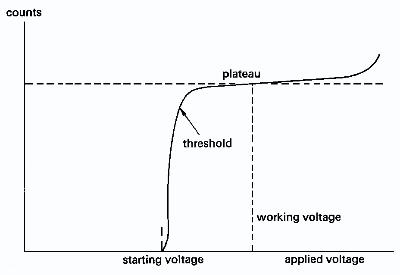 counts
plateau
threshold
working voltage
starting voltage
applied voltage